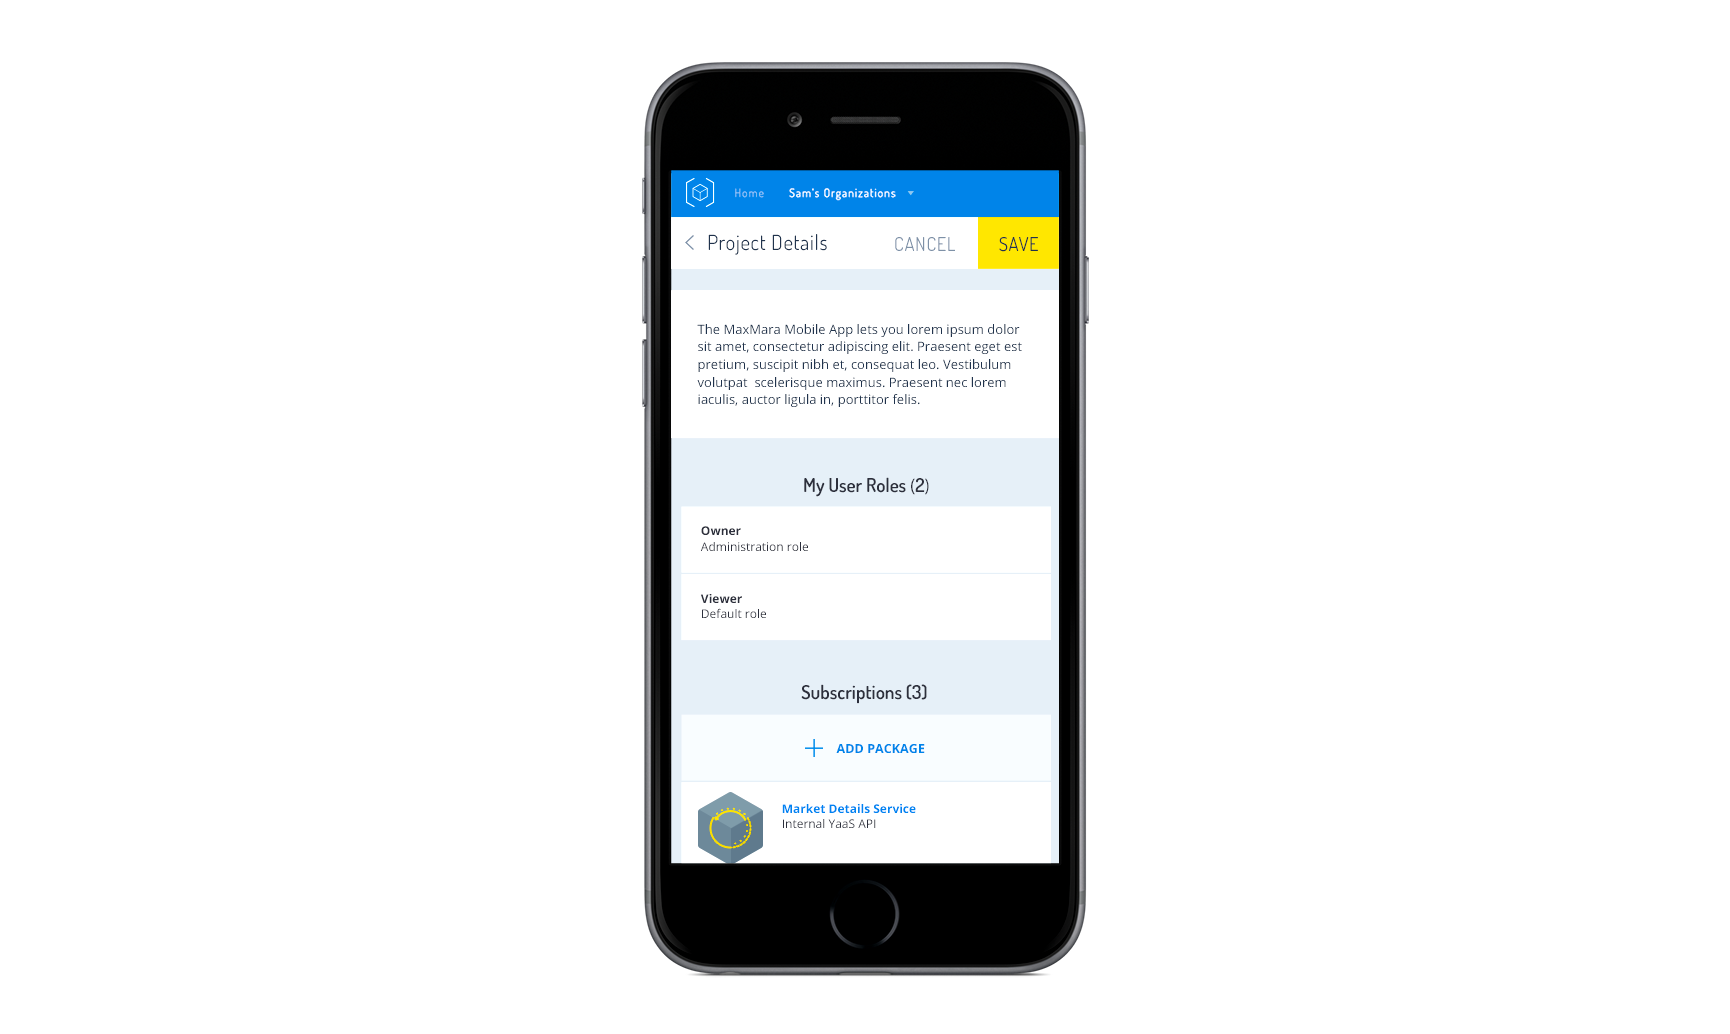 Home Sam's Organizations
Project Details CANCEL SAVE
The MaxMara Mobile App lets you lorem ipsum dolor
sit amet, consectetur adipiscing elit. Praesent eget est
pretium, suscipit nibh et, consequat leo. Vestibulum
volutpat  scelerisque maximus. Praesent nec lorem
iaculis, auctor ligula in, porttitor felis.
My User Roles (2)
Owner
Administration role
Viewer
Default role
Subscriptions (3)
ADD PACKAGE
Market Details Service
Internal YaaS API